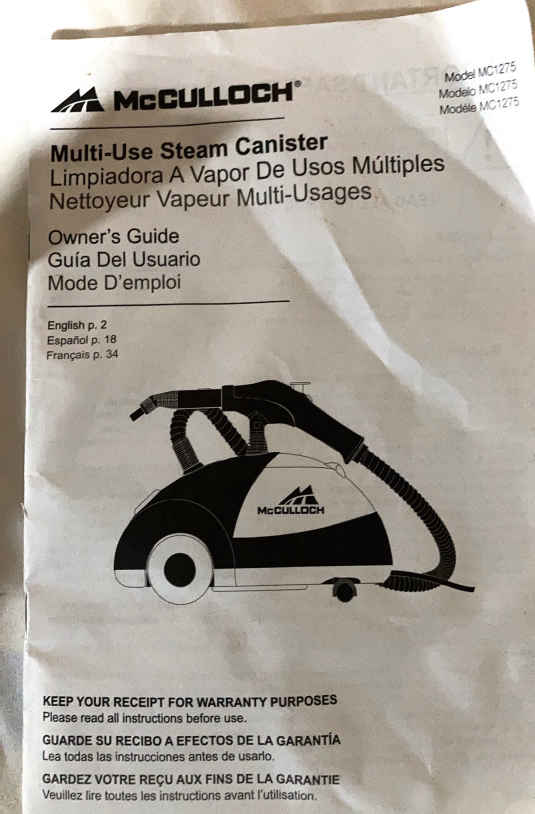 McCULLOCH®
Model MC1275
Modelo MC1275
Modèle MC1275
Multi-Use Steam Canister
Limpiadora A Vapor De Usos Múltiples
Nettoyeur Vapeur Multi-Usages
Owner's Guide
Guía Del Usuario
Mode D'emploi
English p. 2
Español p. 18
Français p. 34
McCULLOCH
KEEP YOUR RECEIPT FOR WARRANTY PURPOSES
Please read all instructions before use.
GUARDE SU RECIBO A EFECTOS DE LA GARANTÍA
Lea todas las instrucciones antes de usarlo.
GARDEZ VOTRE REÇU AUX FINS DE LA GARANTIE
Veuillez lire toutes les instructions avant l'utilisation.